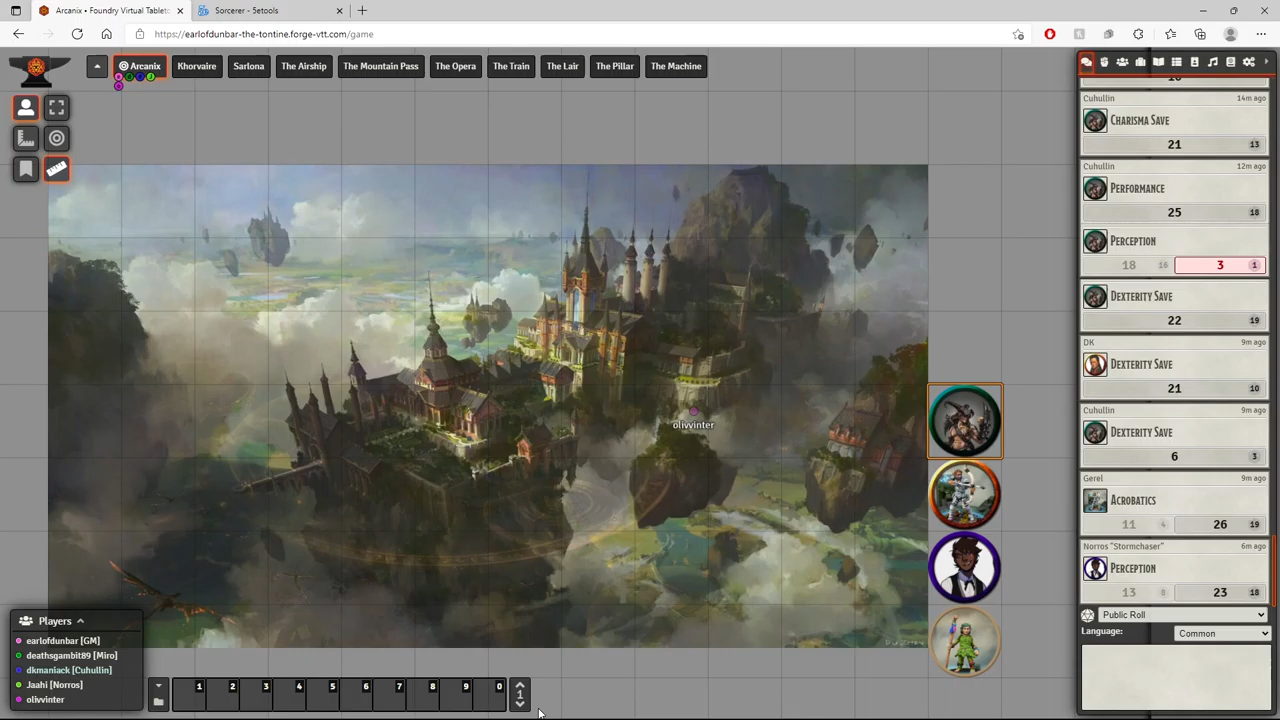 Arcanix • Foundry Virtual Tablet
Sorcerer - 5etools
https://earlofdunbar-the-tontine.forge-vtt.com/game
Arcanix
Khorvaire
Sarlona
The Airship
The Mountain Pass
The Opera
The Train
The Lair
The Pillar
The Machine
Cuhullin 14m ago
Charisma Save
21 13
Cuhullin 12m ago
Performance
25 18
Perception
18 16 3 1
Dexterity Save
22 19
DK 9m ago
Dexterity Save
21 10
Cuhullin 9m ago
Dexterity Save
6 3
Gerel 9m ago
Acrobatics
11 4 26 19
Norros "Stormchaser" 6m ago
Perception
13 8 23 18
Public Roll
Language: Common
olivvinter
Players
earlofdunbar [GM]
deathsgambit89 [Miro]
dkmaniack [Cuhullin]
Jaahi [Norros]
olivvinter
1 2 3 4 5 6 7 8 9 0
1